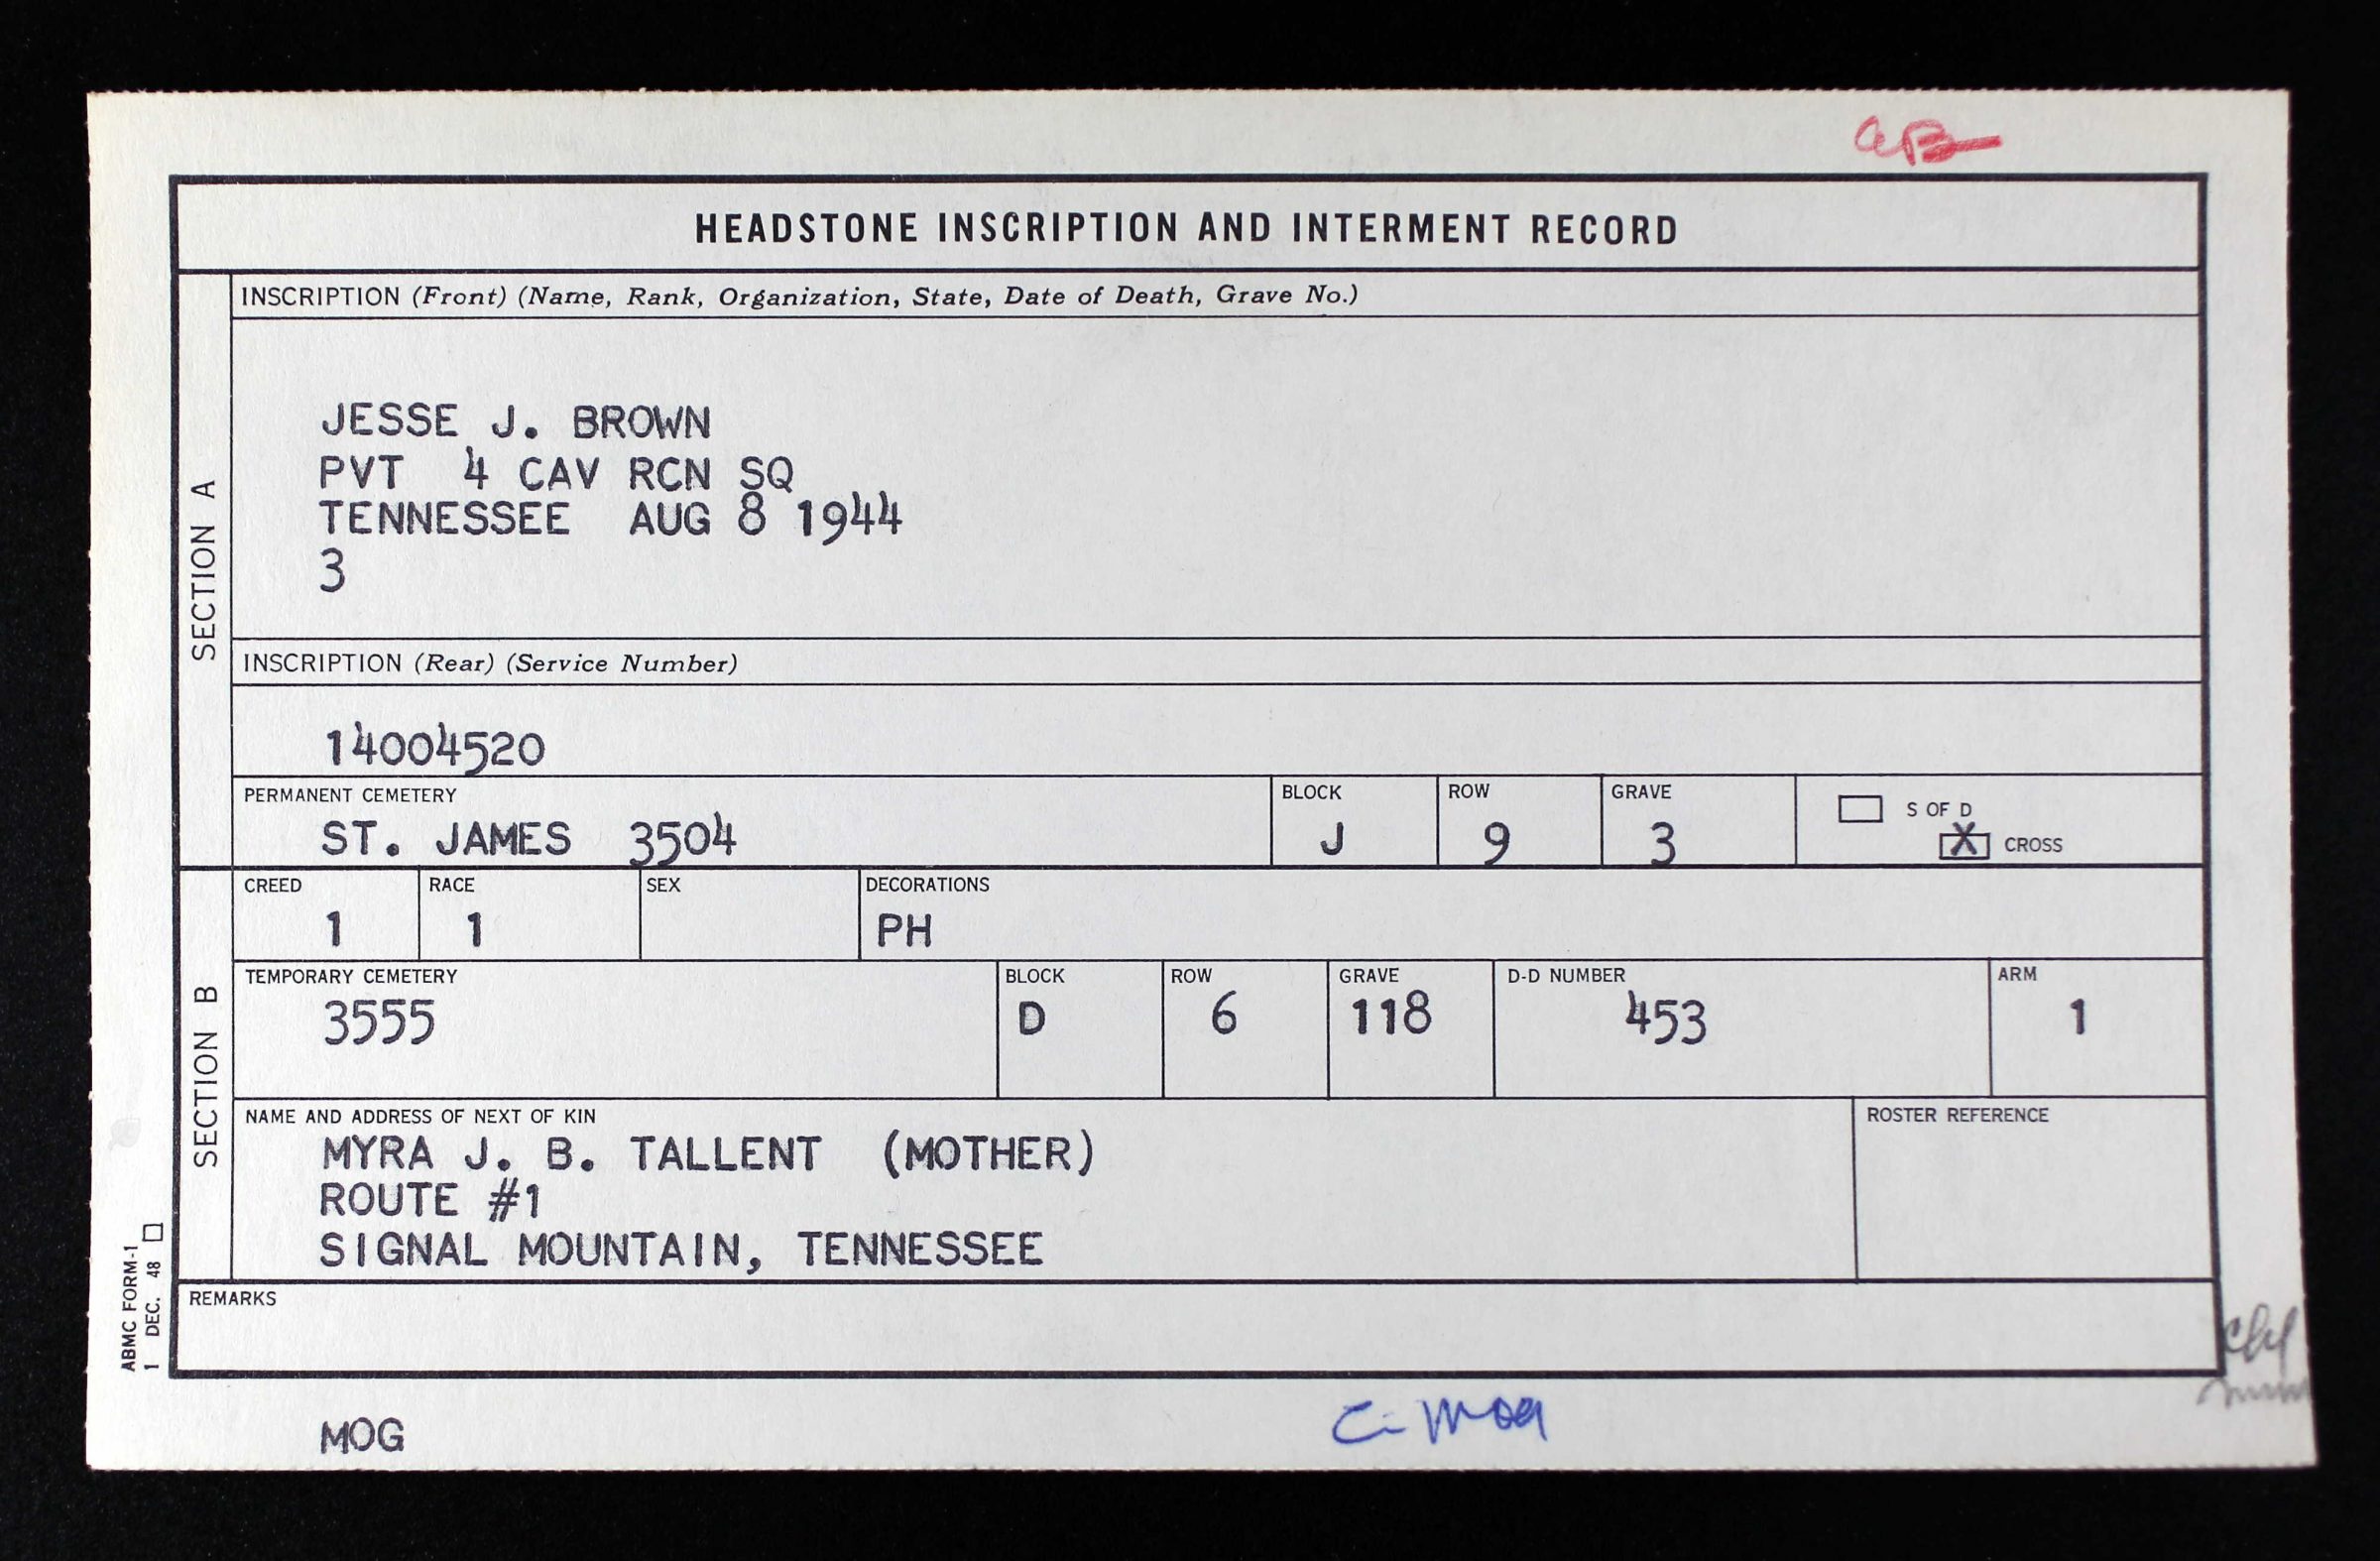 HEADSTONE INSCRIPTION AND INTERMENT RECORD
SECTION A
INSCRIPTION (Front) (Name, Rank, Organization, State, Date of Death, Grave No.)
JESSE J. BROWN
PVT 4 CAV RCN SQ
TENNESSEE AUG 8 1944
3
INSCRIPTION (Rear) (Service Number)
14004520
PERMANENT CEMETERY BLOCK ROW GRAVE
ST. JAMES 3504 J 9 3
S OF D
X CROSS
SECTION B
CREED RACE SEX DECORATIONS
1 1 PH
TEMPORARY CEMETERY BLOCK ROW GRAVE D-D NUMBER ARM
3555 D 6 118 453 1
NAME AND ADDRESS OF NEXT OF KIN ROSTER REFERENCE
MYRA J. B. TALLENT (MOTHER)
ROUTE #1
SIGNAL MOUNTAIN, TENNESSEE
REMARKS
ABMC FORM-1
1 DEC. 48
MOG